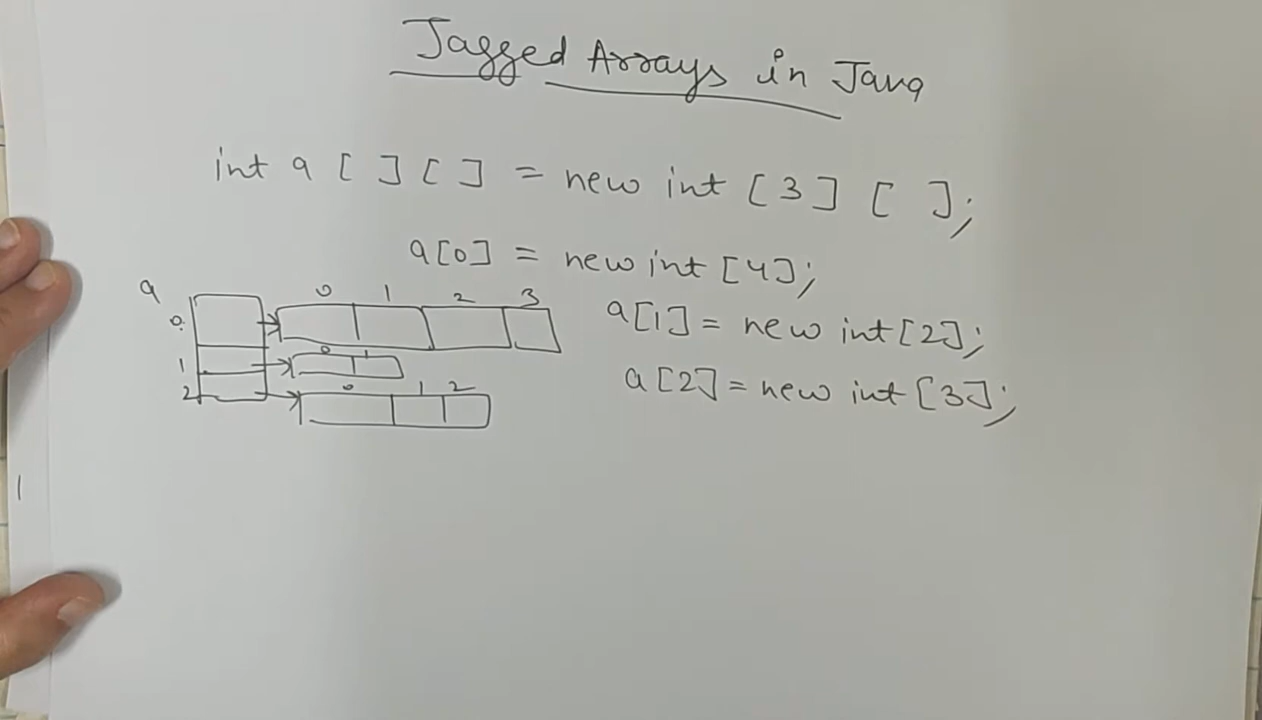 Jagged Arrays in Java
int a [ ] [ ] = new int [ 3 ] [ ];
a[0] = new int [4];
a
0 1 2 3
0
a[1] = new int [2];
0 1
1
a[2] = new int [3];
0 1 2
2